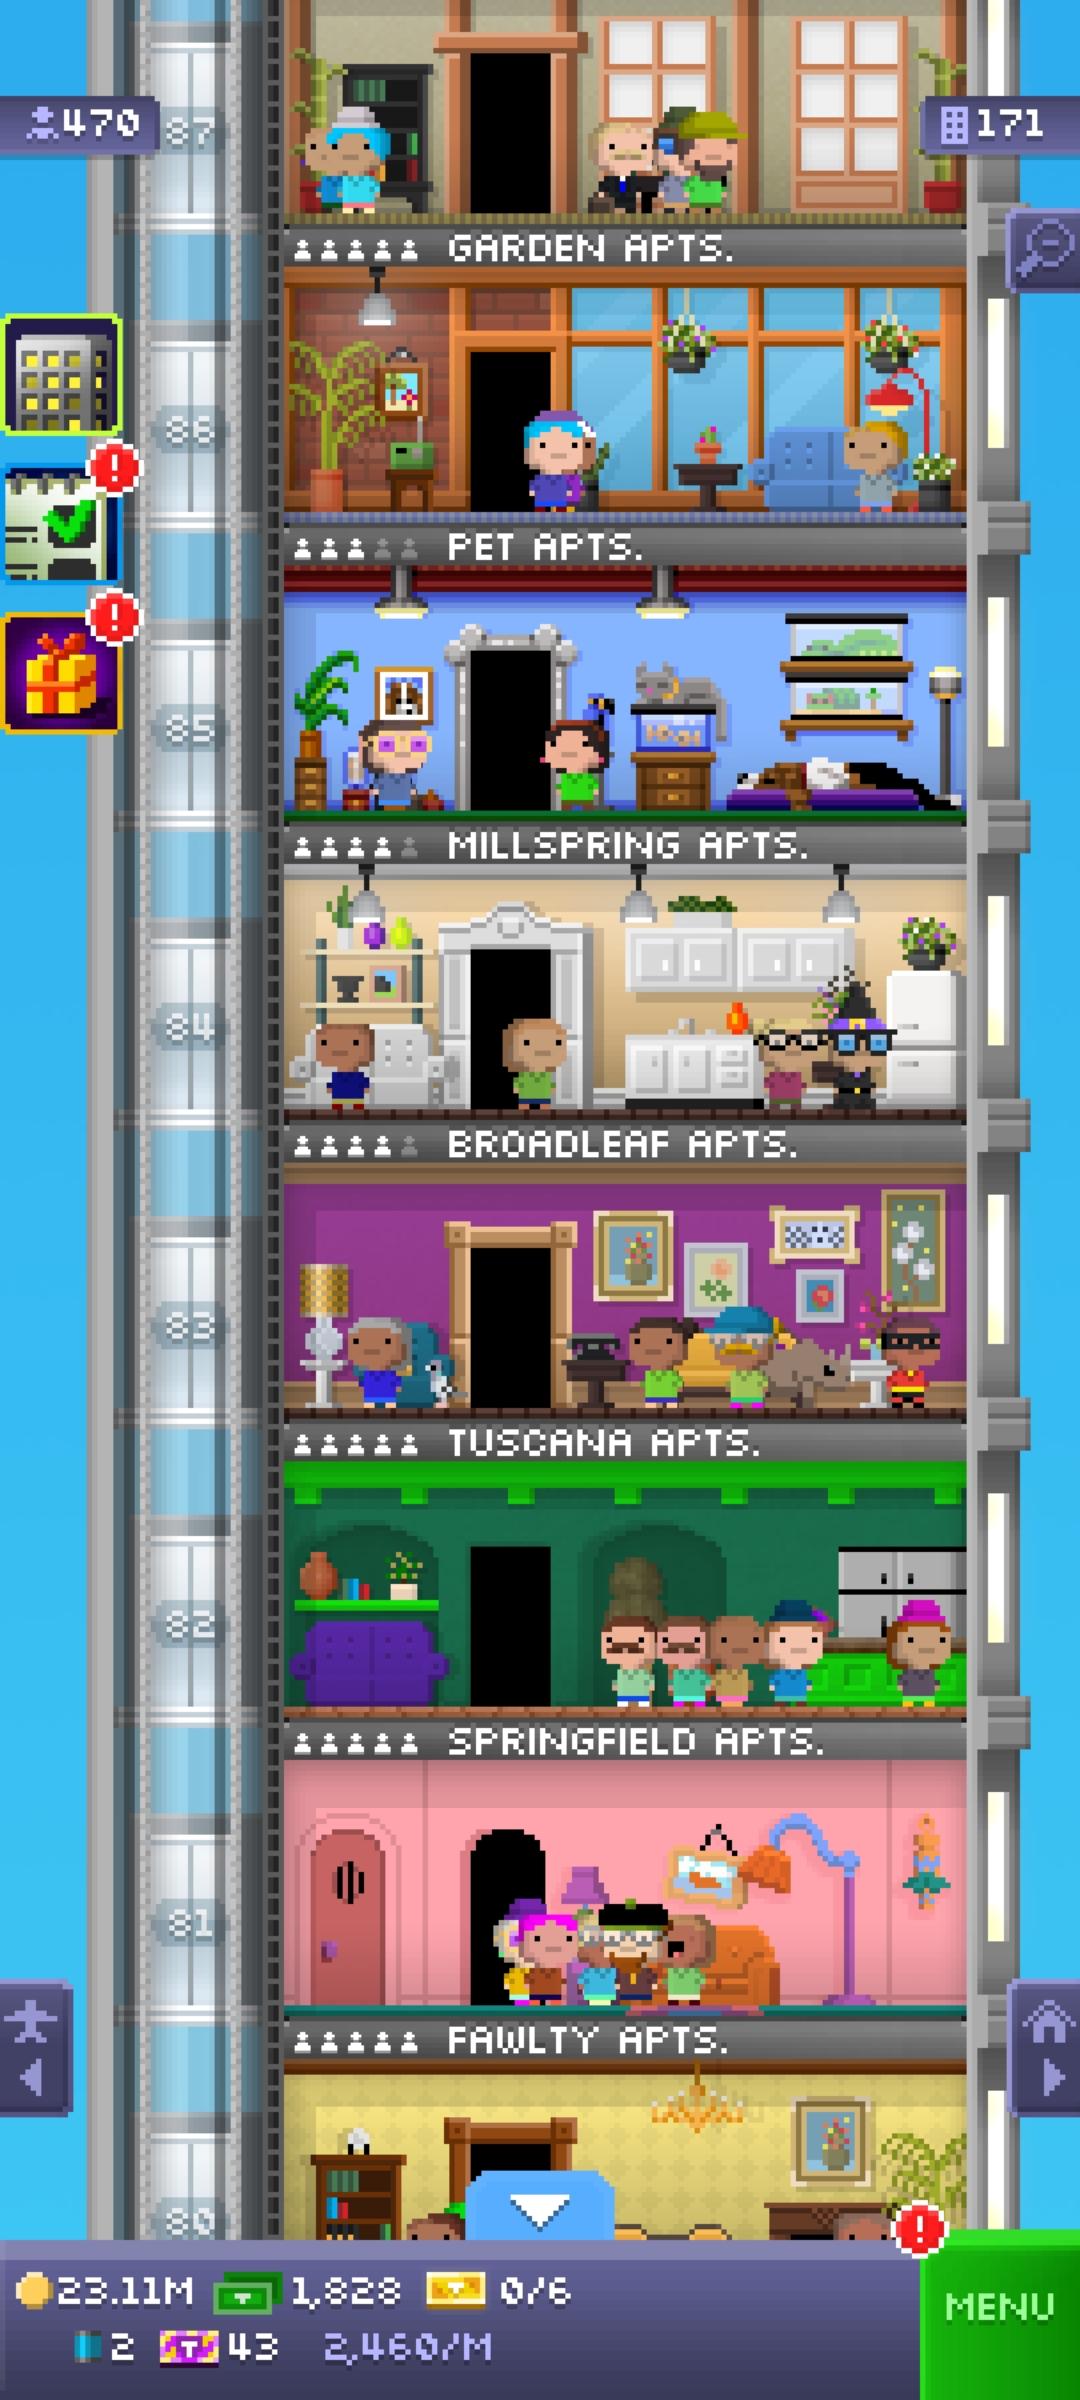 470
87
171
GARDEN APTS.
86
PET APTS.
85
MILLSPRING APTS.
84
BROADLEAF APTS.
83
TUSCANA APTS.
82
SPRINGFIELD APTS.
81
FAWLTY APTS.
80
23.11M 1,828 0/6
2 T 43 2,460/M
MENU